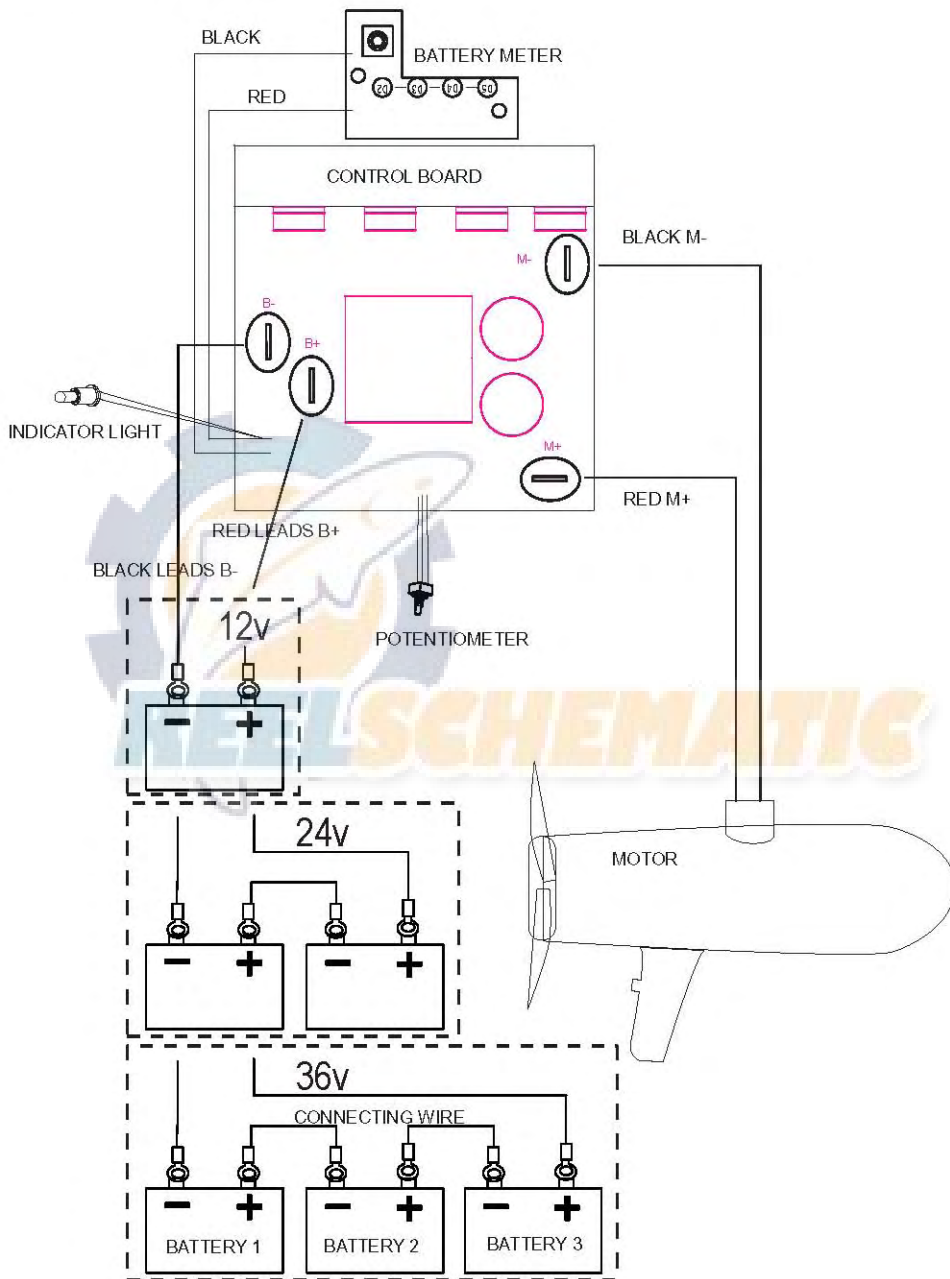 BLACK
BATTERY METER
RED
D2 D3 D4 D5
CONTROL BOARD
BLACK M-
M-
B-
B+
INDICATOR LIGHT
M+
RED M+
RED LEADS B+
BLACK LEADS B-
12v
POTENTIOMETER
REELSCHEMATIC
- +
24v
MOTOR
- + - +
36v
CONNECTING WIRE
- + - + - +
BATTERY 1 BATTERY 2 BATTERY 3